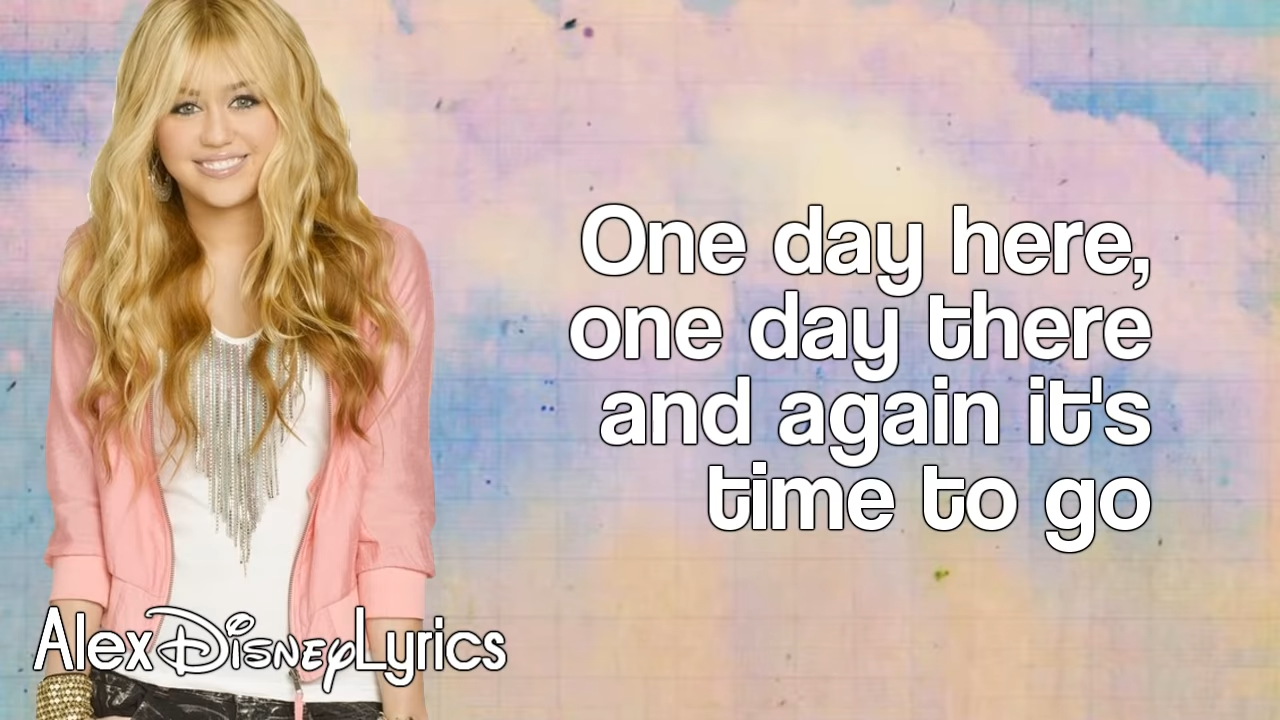 One day here,
one day there
and again it's
time to go
AlexDisneyLyrics